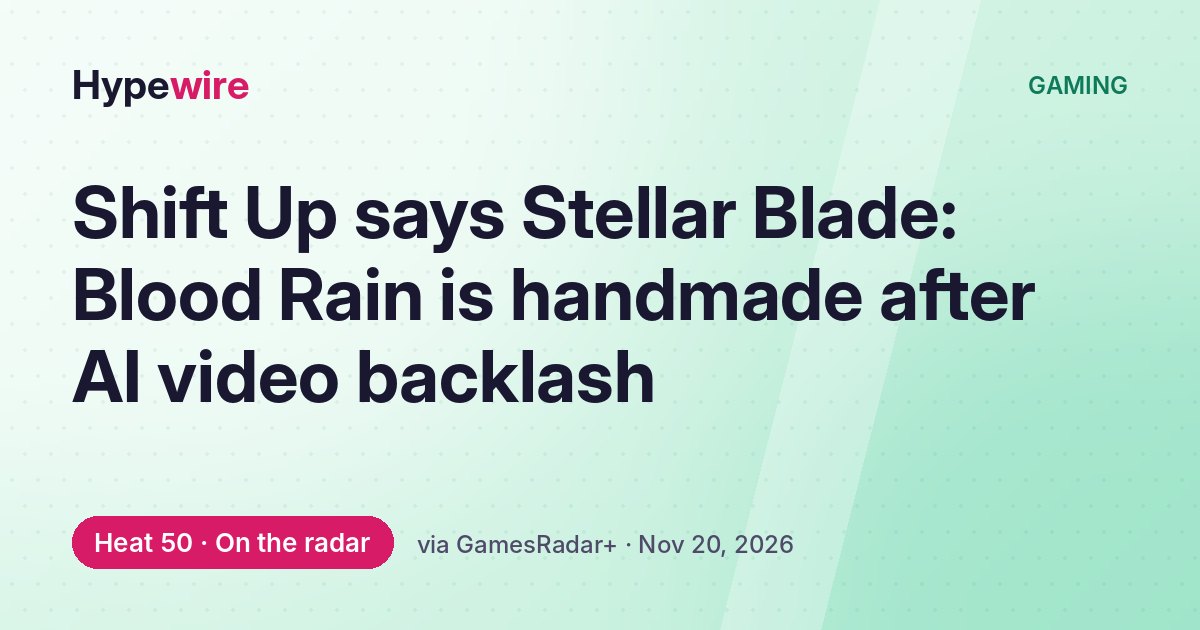 Hypewire
GAMING
Shift Up says Stellar Blade:
Blood Rain is handmade after
AI video backlash
Heat 50 · On the radar
via GamesRadar+ · Nov 20, 2026